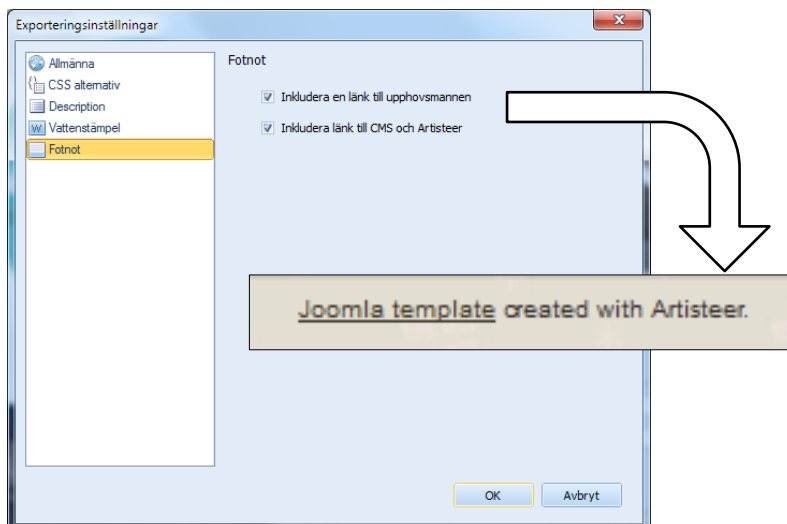 Exporteringsinställningar
Allmänna
CSS alternativ
Description
Vattenstämpel
Fotnot
Fotnot
Inkludera en länk till upphovsmannen
Inkludera länk till CMS och Artisteer
Joomla template created with Artisteer.
OK
Avbryt